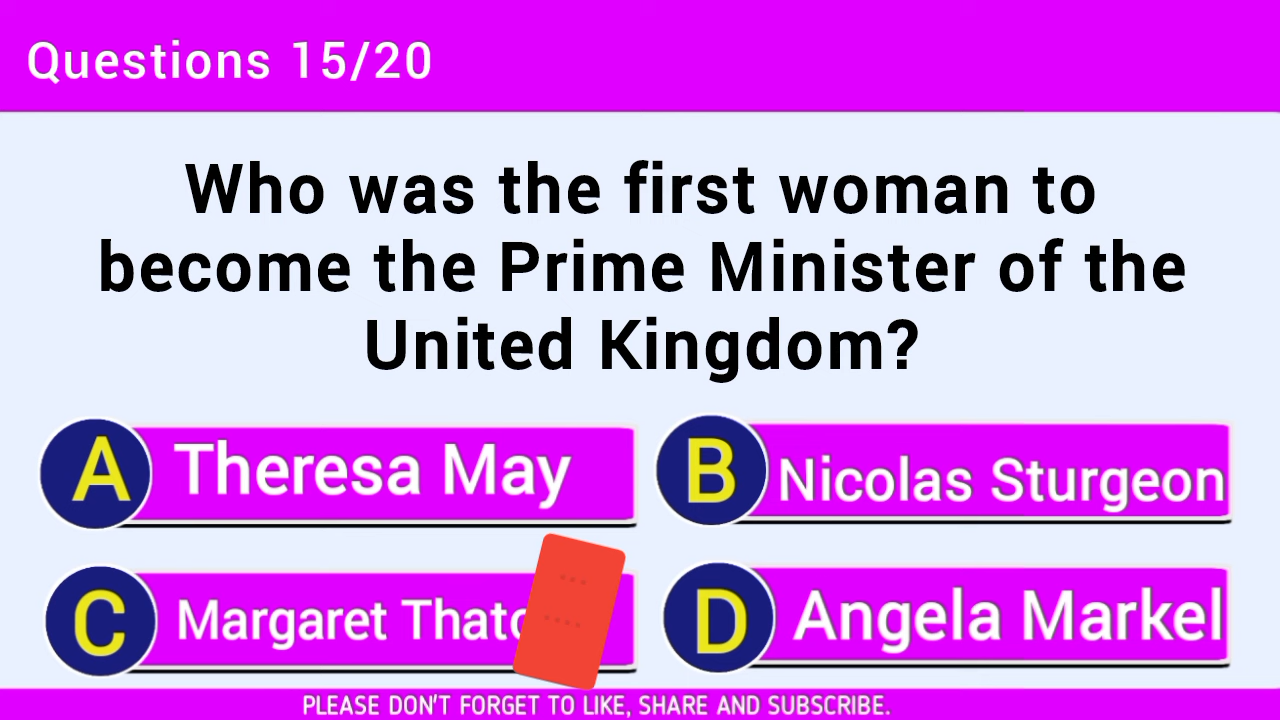 Questions 15/20
Who was the first woman to
become the Prime Minister of the
United Kingdom?
A Theresa May
B Nicolas Sturgeon
C Margaret
D Angela Markel
PLEASE DON'T FORGET TO LIKE, SHARE AND SUBSCRIBE.